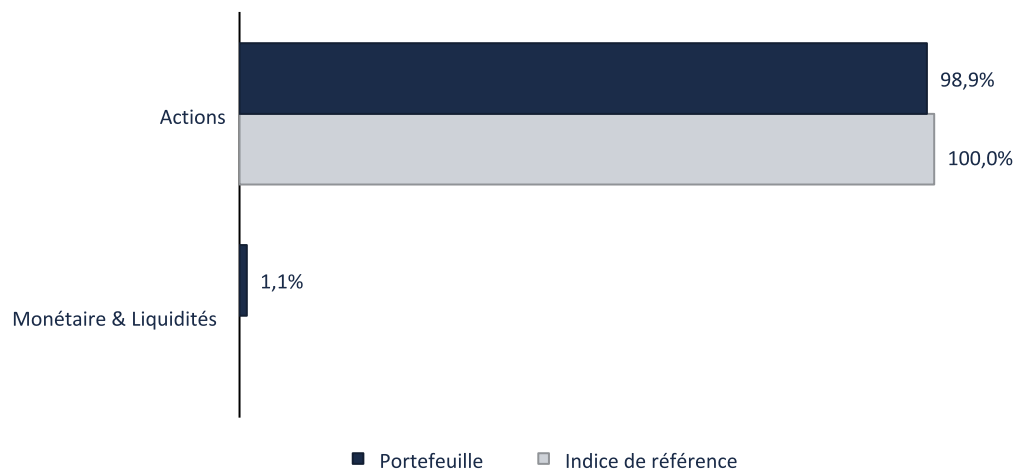 98,9%
Actions
100,0%
1,1%
Monétaire & Liquidités
Portefeuille
Indice de référence